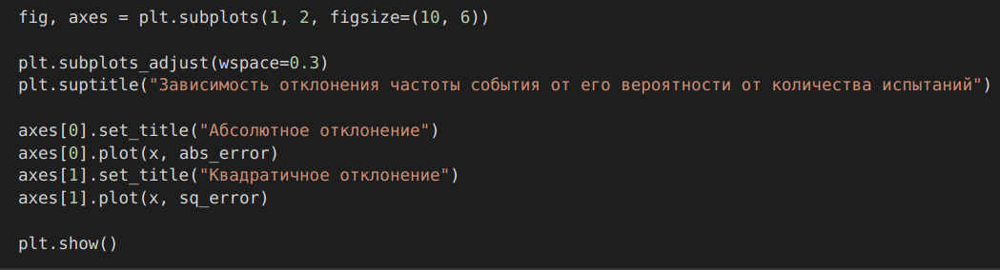 fig, axes = plt.subplots(1, 2, figsize=(10, 6))
plt.subplots_adjust(wspace=0.3)
plt.suptitle("Зависимость отклонения частоты события от его вероятности от количества испытаний")
axes[0].set_title("Абсолютное отклонение")
axes[0].plot(x, abs_error)
axes[1].set_title("Квадратичное отклонение")
axes[1].plot(x, sq_error)
plt.show()